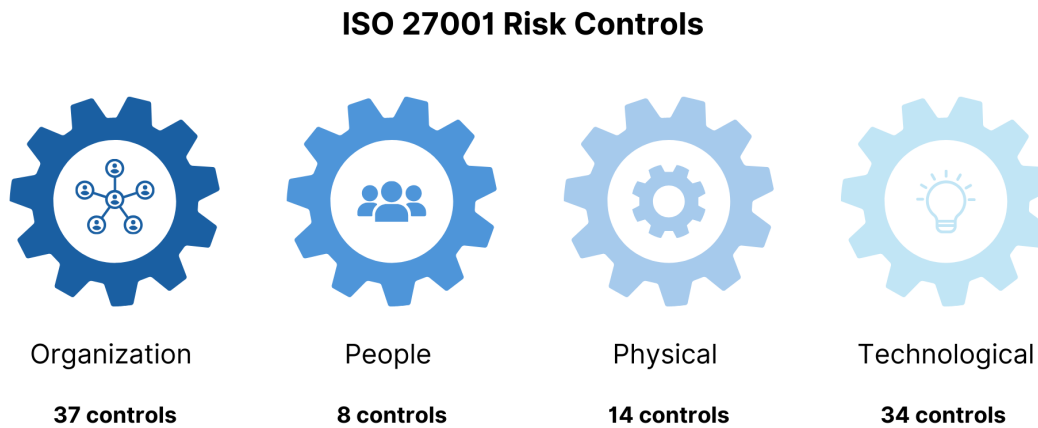 ISO 27001 Risk Controls
Organization
People
Physical
Technological
37 controls
8 controls
14 controls
34 controls